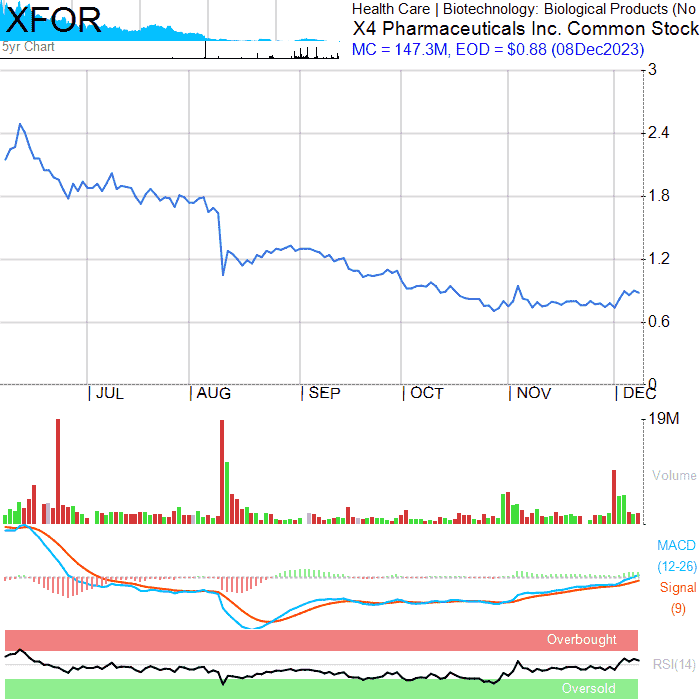 XFOR
5yr Chart
Health Care | Biotechnology: Biological Products (No
X4 Pharmaceuticals Inc. Common Stock
MC = 147.3M, EOD = $0.88 (08Dec2023)
3
2.4
1.8
1.2
0.6
0
JUL
AUG
SEP
OCT
NOV
DEC
19M
Volume
MACD
(12-26)
Signal
(9)
Overbought
RSI(14)
Oversold